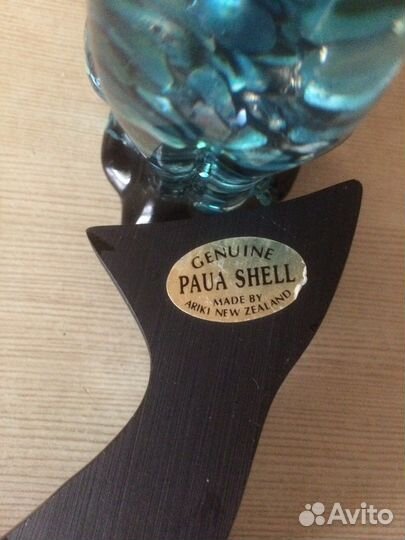 GENUINE
PAUA SHELL
MADE BY
ARIKI NEW ZEALAND
Avito